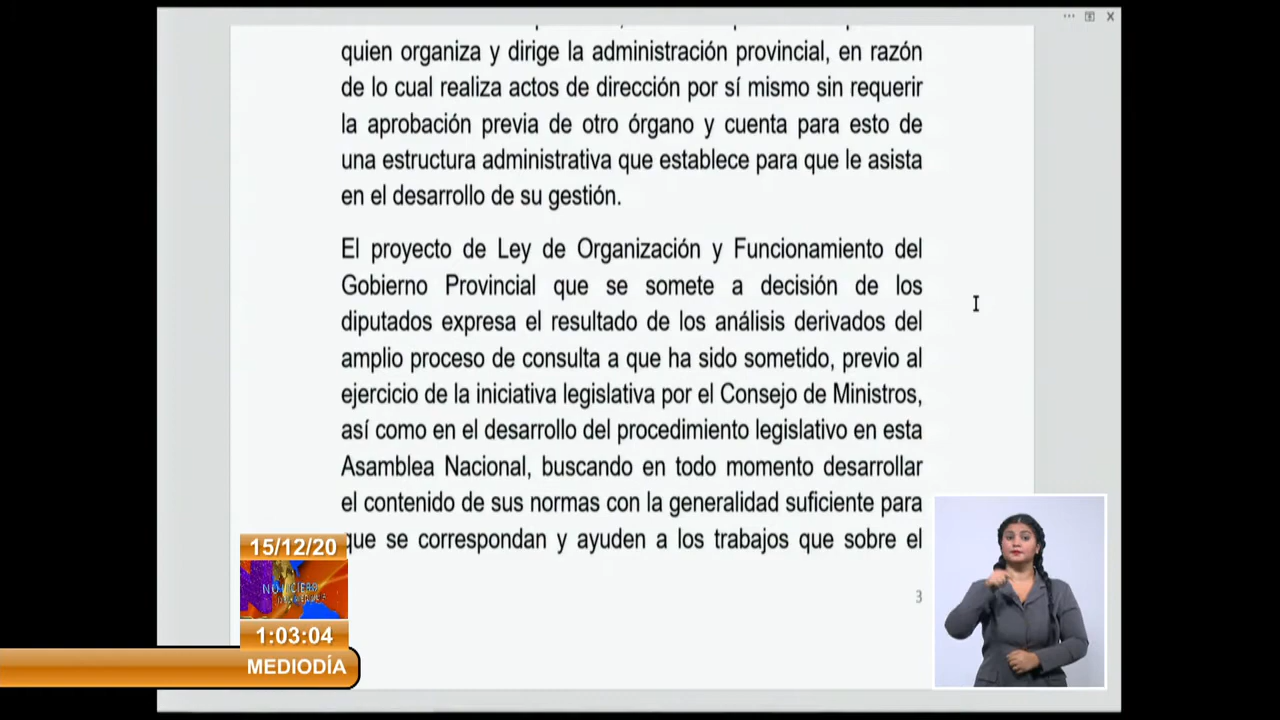 quien organiza y dirige la administración provincial, en razón
de lo cual realiza actos de dirección por sí mismo sin requerir
la aprobación previa de otro órgano y cuenta para esto de
una estructura administrativa que establece para que le asista
en el desarrollo de su gestión.
El proyecto de Ley de Organización y Funcionamiento del
Gobierno Provincial que se somete a decisión de los
diputados expresa el resultado de los análisis derivados del
amplio proceso de consulta a que ha sido sometido, previo al
ejercicio de la iniciativa legislativa por el Consejo de Ministros,
así como en el desarrollo del procedimiento legislativo en esta
Asamblea Nacional, buscando en todo momento desarrollar
el contenido de sus normas con la generalidad suficiente para
que se correspondan y ayuden a los trabajos que sobre el
3
15/12/20
NOTICIERO
1:03:04
MEDIODÍA